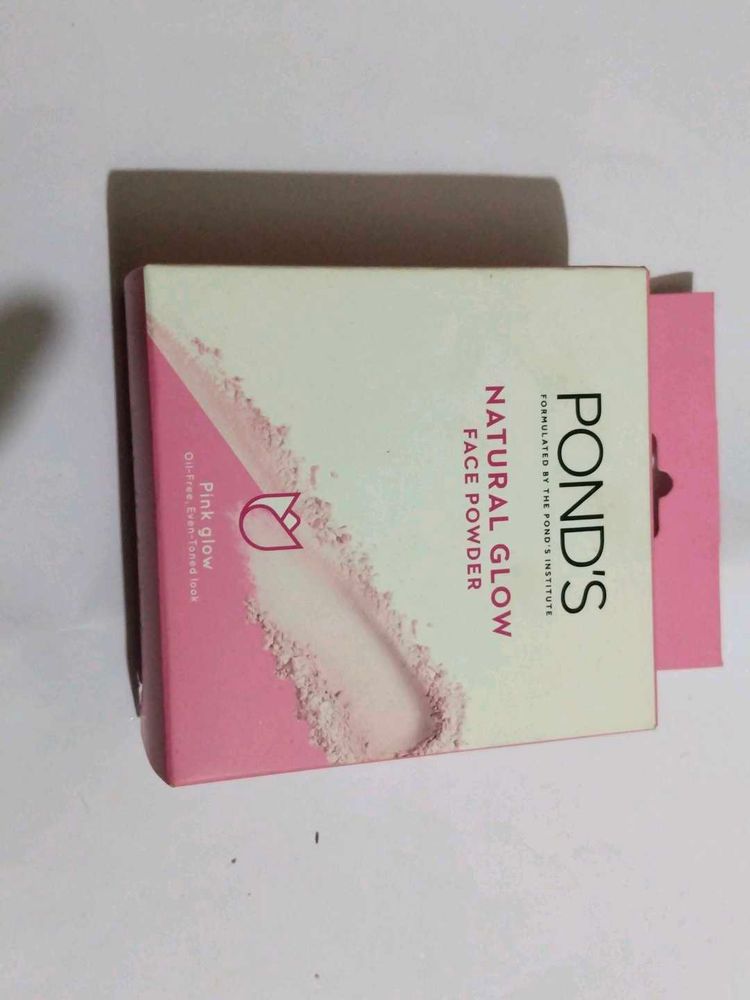 POND'S
FORMULATED BY THE POND'S INSTITUTE
NATURAL GLOW
FACE POWDER
Pink glow
Oil-Free, Even-Toned look